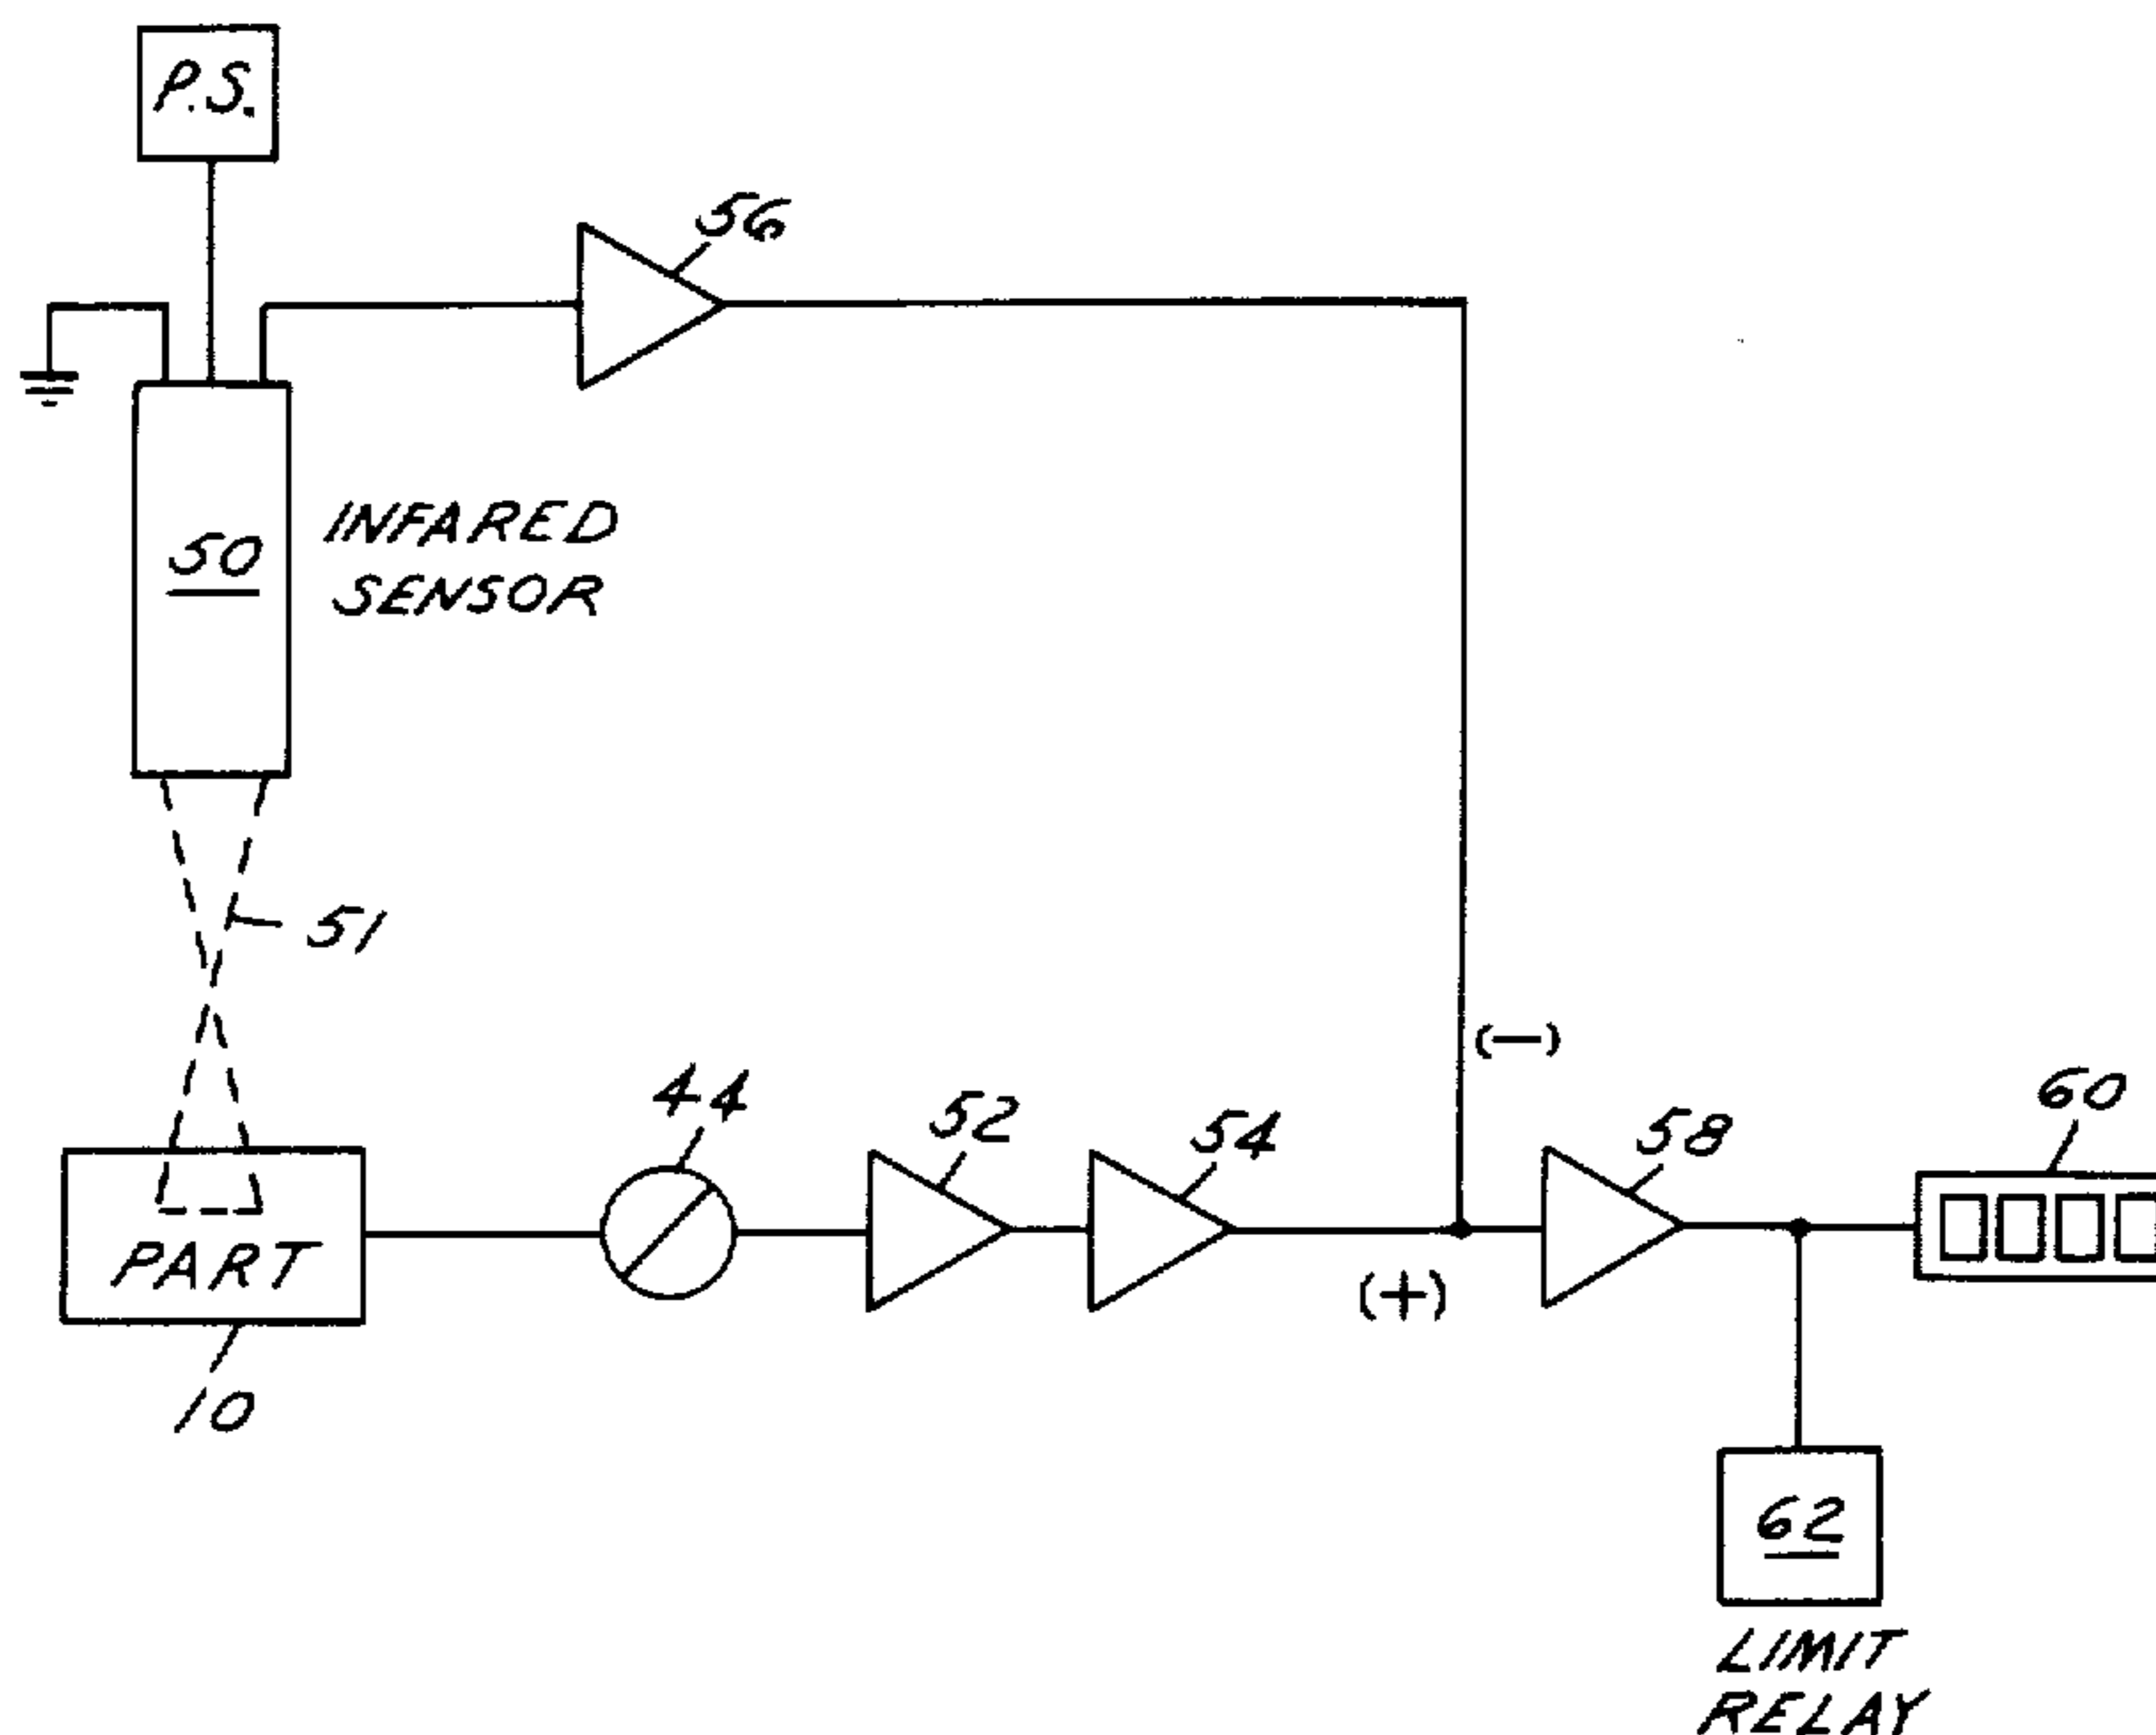 P.S.
56
50
INFARED
SENSOR
51
(—)
44
52
54
58
60
PART
(+)
10
62
LIMIT
RELAY